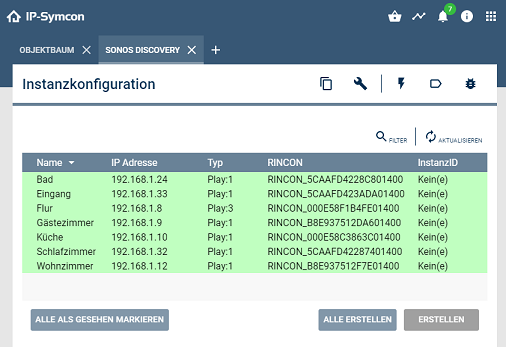 IP-Symcon
7
OBJEKTBAUM
SONOS DISCOVERY
Instanzkonfiguration
FILTER AKTUALISIEREN
Name IP Adresse Typ RINCON InstanzID
Bad 192.168.1.24 Play:1 RINCON_5CAAFD4228C801400 Kein(e)
Eingang 192.168.1.33 Play:1 RINCON_5CAAFD423ADA01400 Kein(e)
Flur 192.168.1.8 Play:3 RINCON_000E58F1B4FE01400 Kein(e)
Gästezimmer 192.168.1.9 Play:1 RINCON_B8E937512DA601400 Kein(e)
Küche 192.168.1.10 Play:1 RINCON_000E58C3863C01400 Kein(e)
Schlafzimmer 192.168.1.32 Play:1 RINCON_5CAAFD42287401400 Kein(e)
Wohnzimmer 192.168.1.12 Play:1 RINCON_B8E937512F7E01400 Kein(e)
ALLE ALS GESEHEN MARKIEREN ALLE ERSTELLEN ERSTELLEN